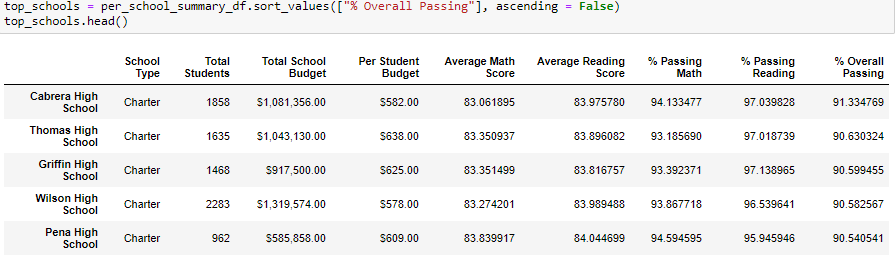 top_schools = per_school_summary_df.sort_values(["% Overall Passing"], ascending = False)
top_schools.head()
School Type Total Students Total School Budget Per Student Budget Average Math Score Average Reading Score % Passing Math % Passing Reading % Overall Passing
Cabrera High School Charter 1858 $1,081,356.00 $582.00 83.061895 83.975780 94.133477 97.039828 91.334769
Thomas High School Charter 1635 $1,043,130.00 $638.00 83.350937 83.896082 93.185690 97.018739 90.630324
Griffin High School Charter 1468 $917,500.00 $625.00 83.351499 83.816757 93.392371 97.138965 90.599455
Wilson High School Charter 2283 $1,319,574.00 $578.00 83.274201 83.989488 93.867718 96.539641 90.582567
Pena High School Charter 962 $585,858.00 $609.00 83.839917 84.044699 94.594595 95.945946 90.540541